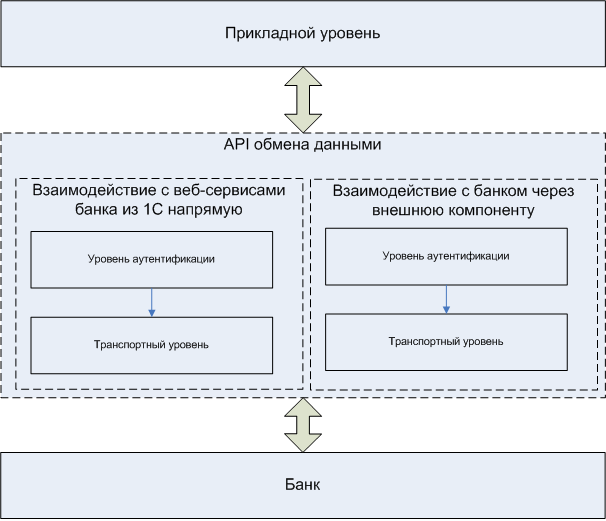 Прикладной уровень
API обмена данными
Взаимодействие с веб-сервисами
банка из 1С напрямую
Уровень аутентификации
Транспортный уровень
Взаимодействие с банком через
внешнюю компоненту
Уровень аутентификации
Транспортный уровень
Банк